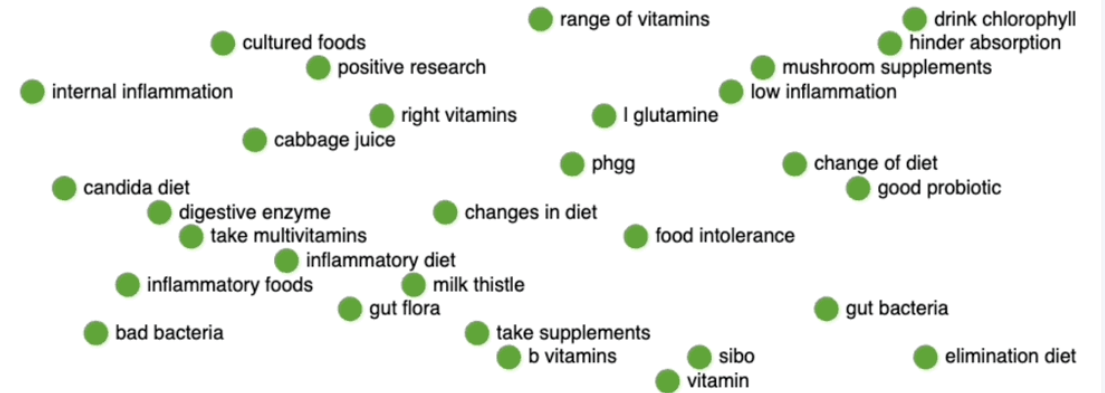 range of vitamins
drink chlorophyll
cultured foods
hinder absorption
positive research
mushroom supplements
internal inflammation
low inflammation
right vitamins
l glutamine
cabbage juice
phgg
change of diet
candida diet
good probiotic
digestive enzyme
changes in diet
take multivitamins
food intolerance
inflammatory diet
inflammatory foods
milk thistle
gut flora
gut bacteria
bad bacteria
take supplements
b vitamins
sibo
elimination diet
vitamin